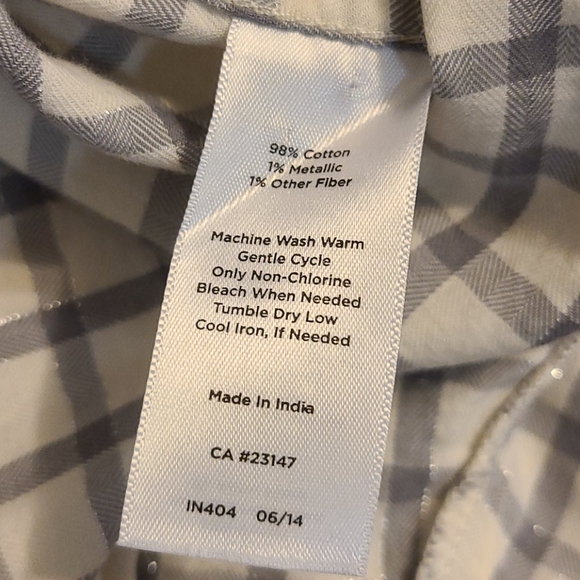 98% Cotton
1% Metallic
1% Other Fiber
Machine Wash Warm
Gentle Cycle
Only Non-Chlorine
Bleach When Needed
Tumble Dry Low
Cool Iron, If Needed
Made In India
CA #23147
IN404 06/14